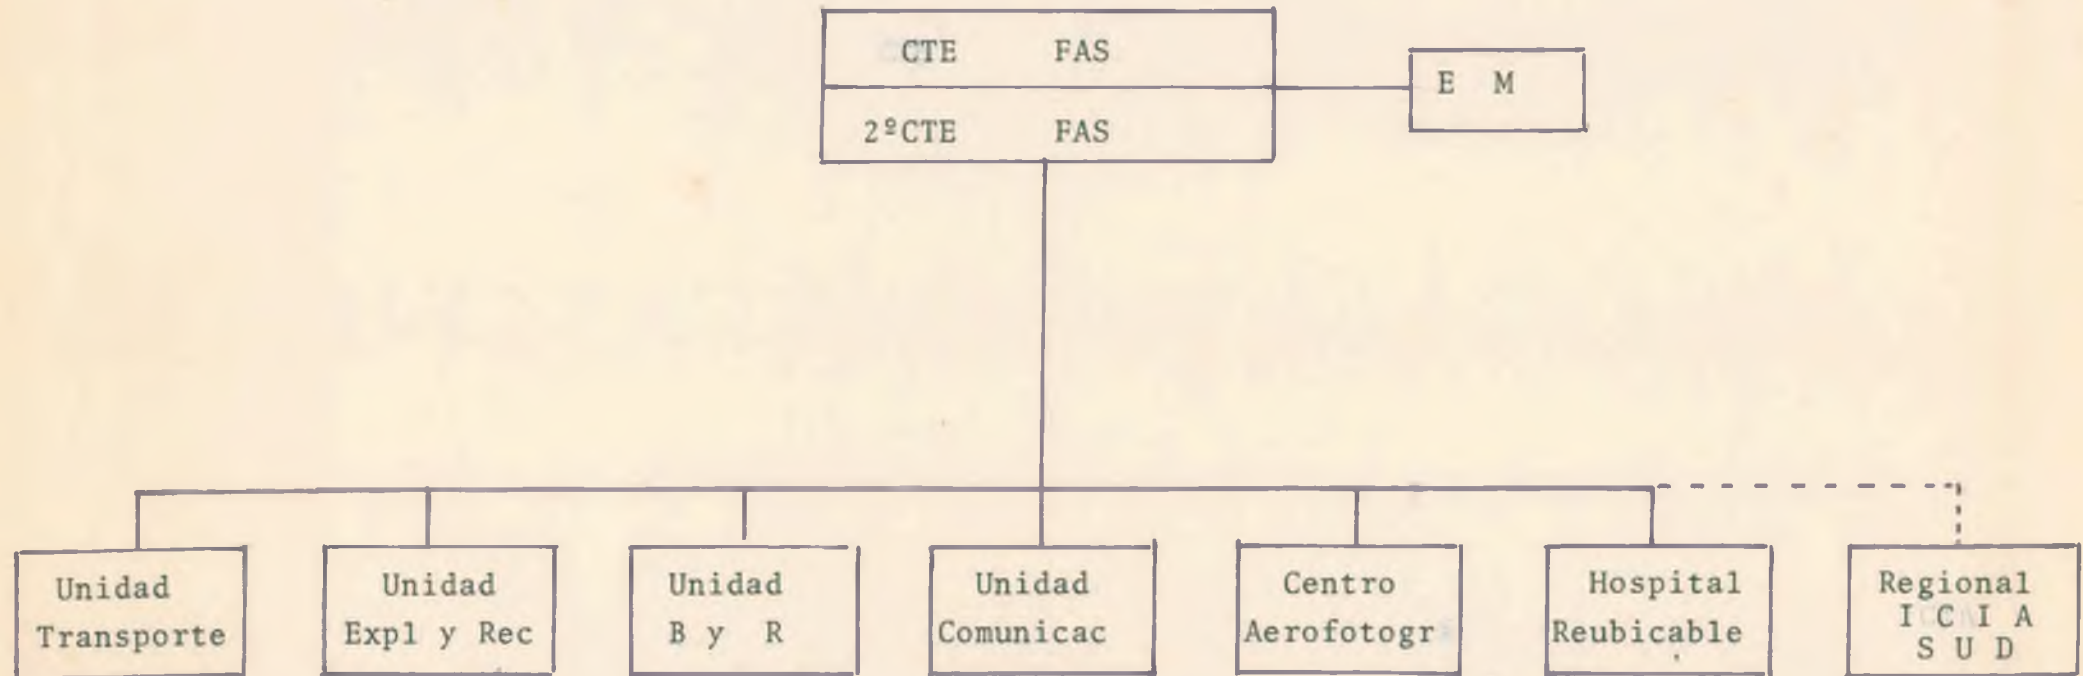 CTE FAS
E M
2ºCTE FAS
Unidad
Transporte
Unidad
Expl y Rec
Unidad
B y R
Unidad
Comunicac
Centro
Aerofotogr
Hospital
Reubicable
Regional
I C I A
S U D